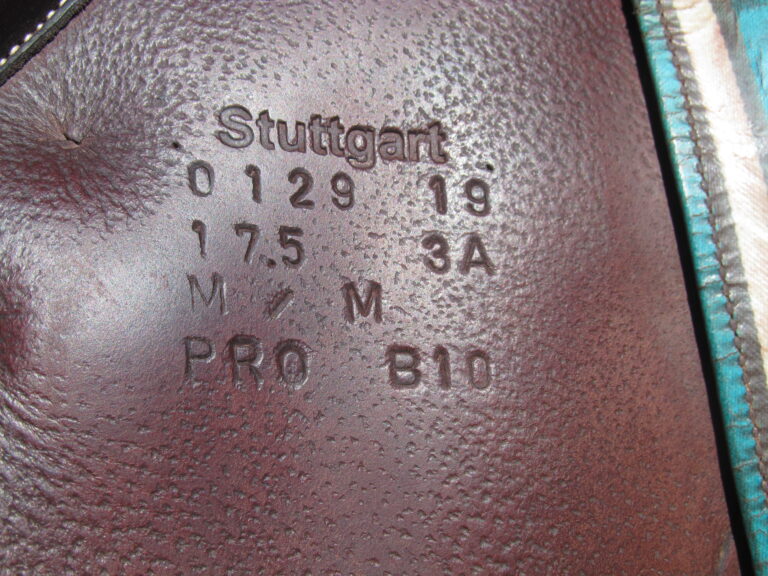 Stuttgart
0129 19
17.5 3A
M / M
PRO B10